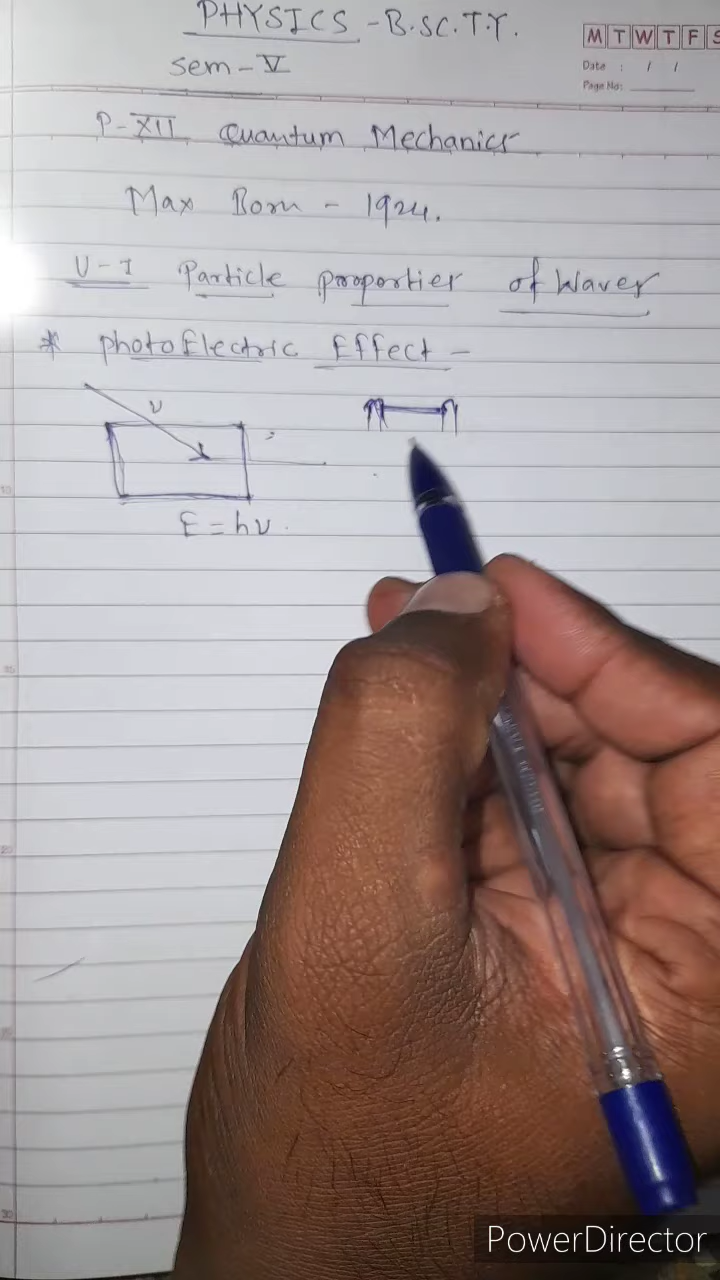 PHYSICS - B.SC.T.Y.
M T W T F S
Sem - V
Date : / /
Page No:
P-XII Quantum Mechanics
Max Born - 1924.
U-I Particle properties of Waves
* PhotoElectric Effect -
ν
E = hν.
PowerDirector